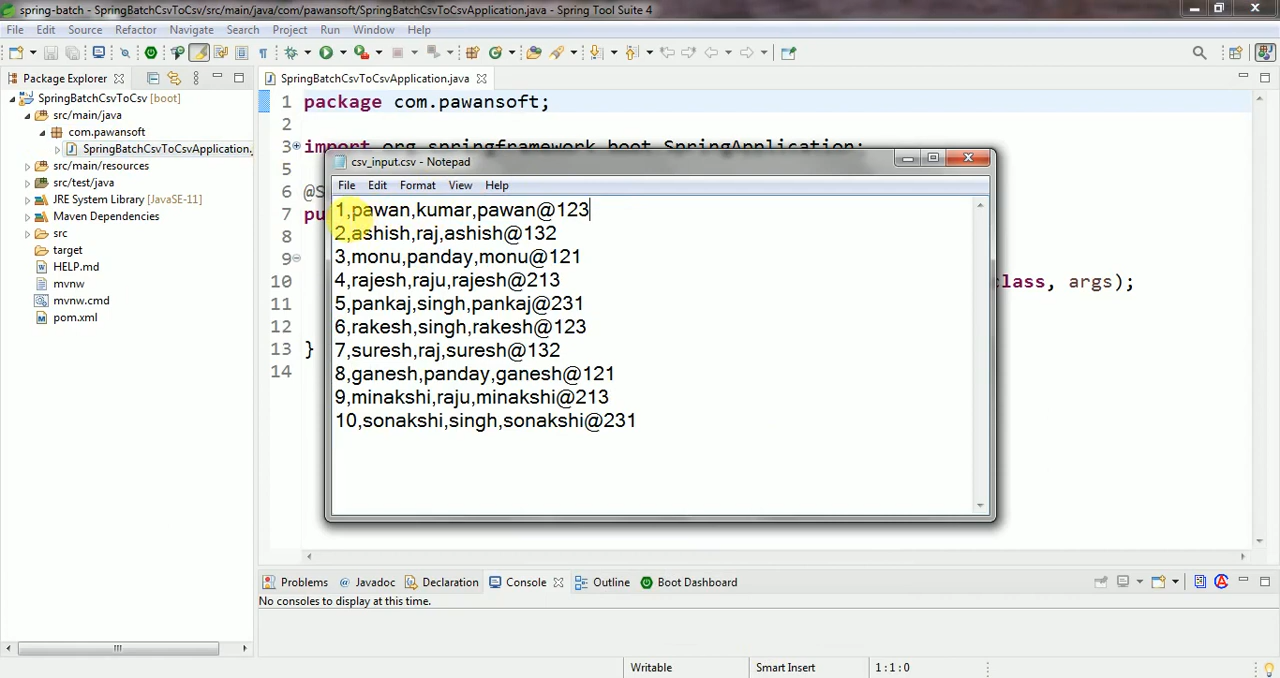 spring-batch - SpringBatchCsvToCsv/src/main/java/com/pawansoft/SpringBatchCsvToCsvApplication.java - Spring Tool Suite 4
File Edit Source Refactor Navigate Search Project Run Window Help
Package Explorer
SpringBatchCsvToCsv [boot]
src/main/java
com.pawansoft
SpringBatchCsvToCsvApplication.
src/main/resources
src/test/java
JRE System Library [JavaSE-11]
Maven Dependencies
src
target
HELP.md
mvnw
mvnw.cmd
pom.xml
SpringBatchCsvToCsvApplication.java
1 package com.pawansoft;
2
3 import org.springframework.boot.SpringApplication;
6 @S
7 pu
8
9
10 class, args);
11
12
13 }
14
csv_input.csv - Notepad
File Edit Format View Help
1,pawan,kumar,pawan@123
2,ashish,raj,ashish@132
3,monu,panday,monu@121
4,rajesh,raju,rajesh@213
5,pankaj,singh,pankaj@231
6,rakesh,singh,rakesh@123
7,suresh,raj,suresh@132
8,ganesh,panday,ganesh@121
9,minakshi,raju,minakshi@213
10,sonakshi,singh,sonakshi@231
Problems Javadoc Declaration Console Outline Boot Dashboard
No consoles to display at this time.
Writable Smart Insert 1:1:0